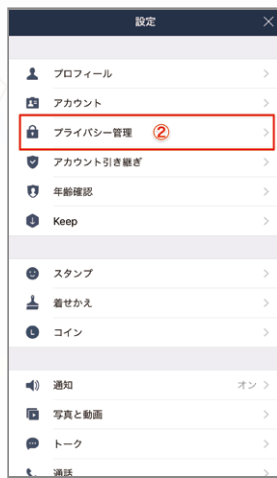 設定
プロフィール
アカウント
プライバシー管理 ②
アカウント引き継ぎ
年齢確認
Keep
スタンプ
着せかえ
コイン
通知 オン
写真と動画
トーク
通話